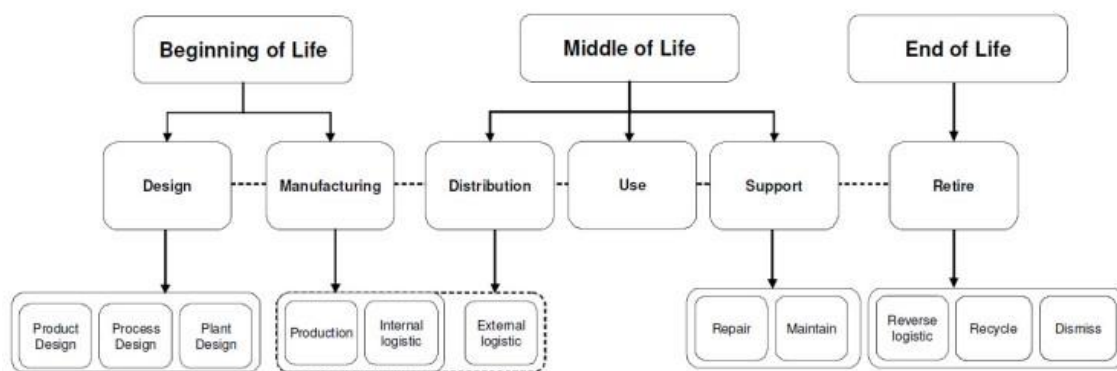 Beginning of Life
Middle of Life
End of Life
Design
Manufacturing
Distribution
Use
Support
Retire
Product
Design
Process
Design
Plant
Design
Production
Internal
logistic
External
logistic
Repair
Maintain
Reverse
logistic
Recycle
Dismiss